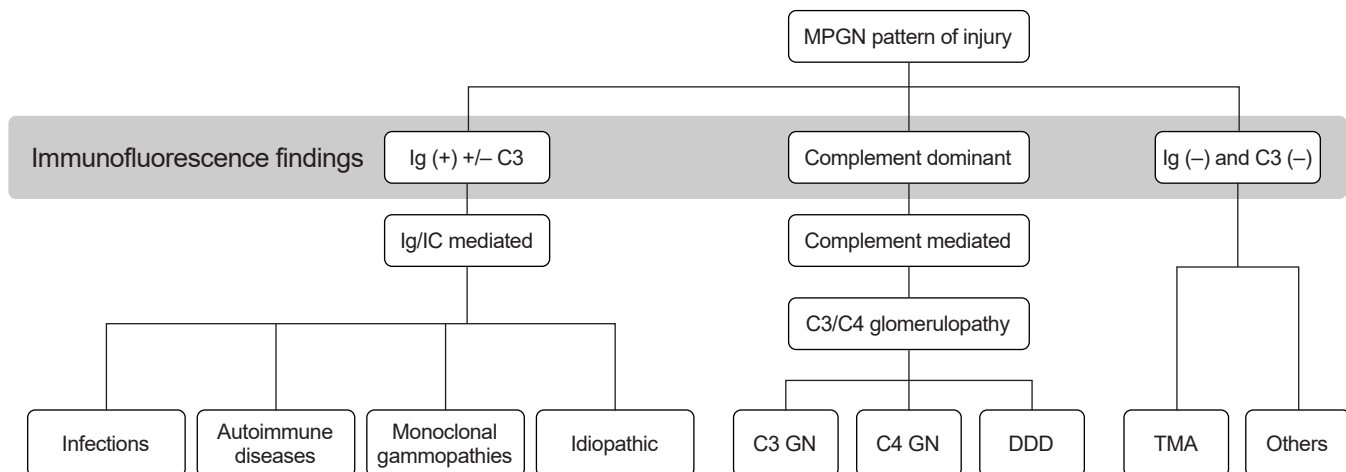 MPGN pattern of injury
Immunofluorescence findings
Ig (+) +/– C3
Complement dominant
Ig (–) and C3 (–)
Ig/IC mediated
Complement mediated
C3/C4 glomerulopathy
Infections
Autoimmune
diseases
Monoclonal
gammopathies
Idiopathic
C3 GN
C4 GN
DDD
TMA
Others